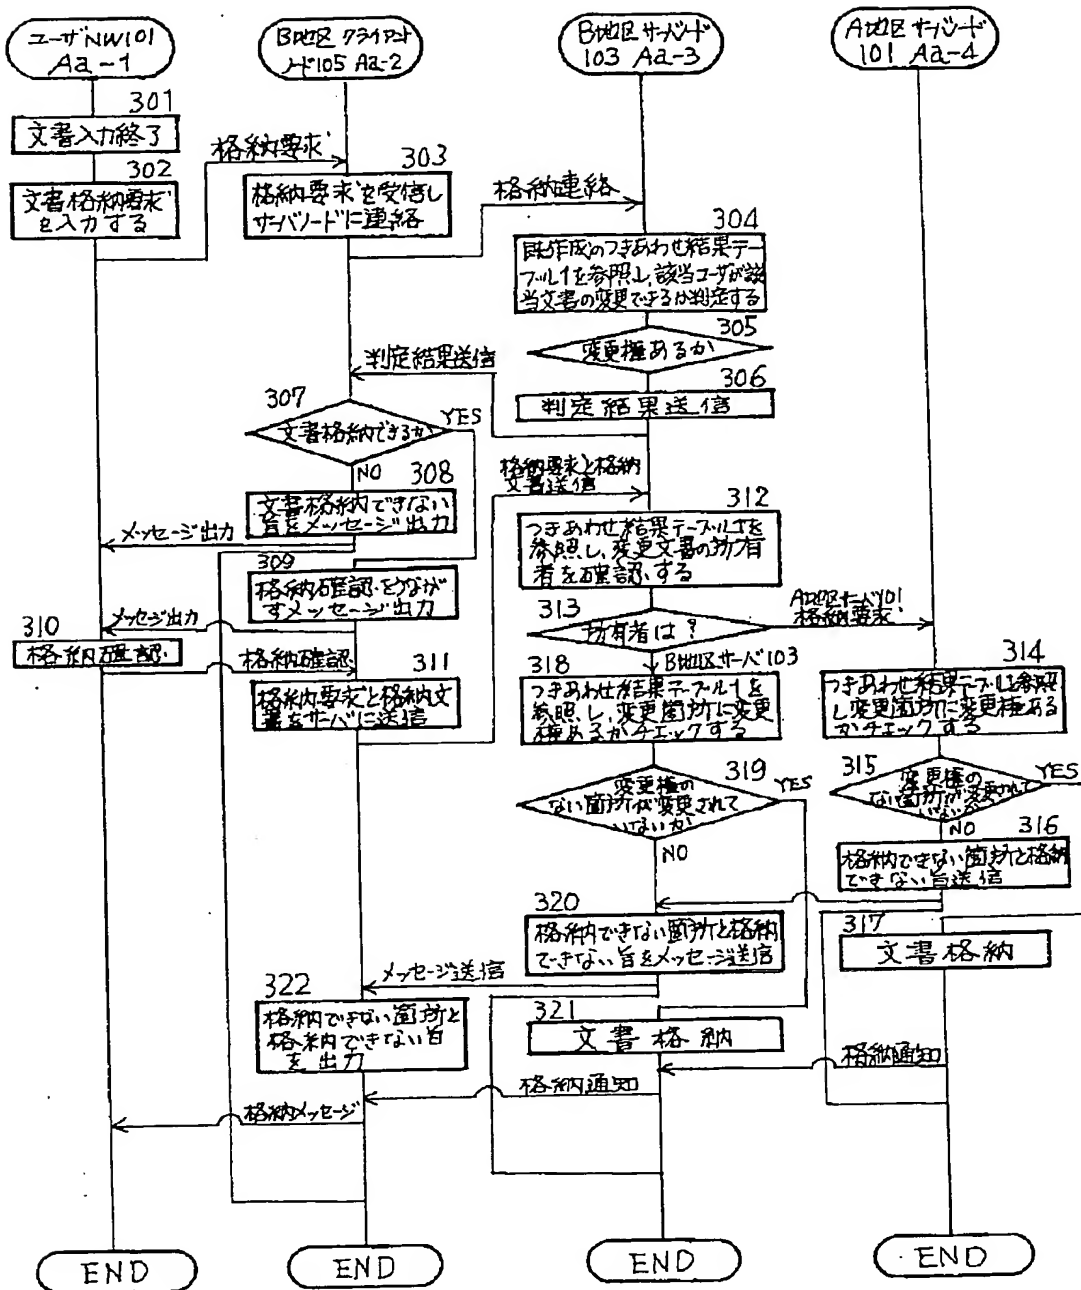 ユーザNW101
Aa-1
B地区 クライアント
ノード105 Aa-2
B地区 サーバノード
103 Aa-3
A地区 サーバノード
101 Aa-4
301
文書入力終了
302
文書格納要求
を入力する
格納要求
303
格納要求を受信し
サーバノードに連絡
格納連絡
304
既作成のつきあわせ結果テー
ブル1を参照し、該当ユーザが該
当文書の変更できるか判定する
305
変更権あるか
判定結果送信
306
判定結果送信
307
文書格納できるか
YES
NO
308
文書格納できない
旨をメッセージ出力
メッセージ出力
格納要求と格納
文書送信
312
つきあわせ結果テーブル1を
参照し、変更文書の所有
者を確認する
309
格納確認をうなが
すメッセージ出力
メッセージ出力
310
格納確認
格納確認
311
格納要求と格納文
書をサーバに送信
313
所有者は?
A地区サーバ101
格納要求
B地区サーバ103
318
つきあわせ結果テーブル1を
参照し、変更箇所に変更
権あるかチェックする
314
つきあわせ結果テーブル1を参照
し変更箇所に変更権ある
かチェックする
319
変更権の
ない箇所が変更されて
いないか
YES
NO
315
変更権の
ない箇所が変更されて
いないか
YES
NO
316
格納できない箇所と格納
できない旨送信
320
格納できない箇所と格納
できない旨をメッセージ送信
317
文書格納
メッセージ送信
322
格納できない箇所と
格納できない旨
を出力
321
文書格納
格納通知
格納通知
格納メッセージ
END
END
END
END